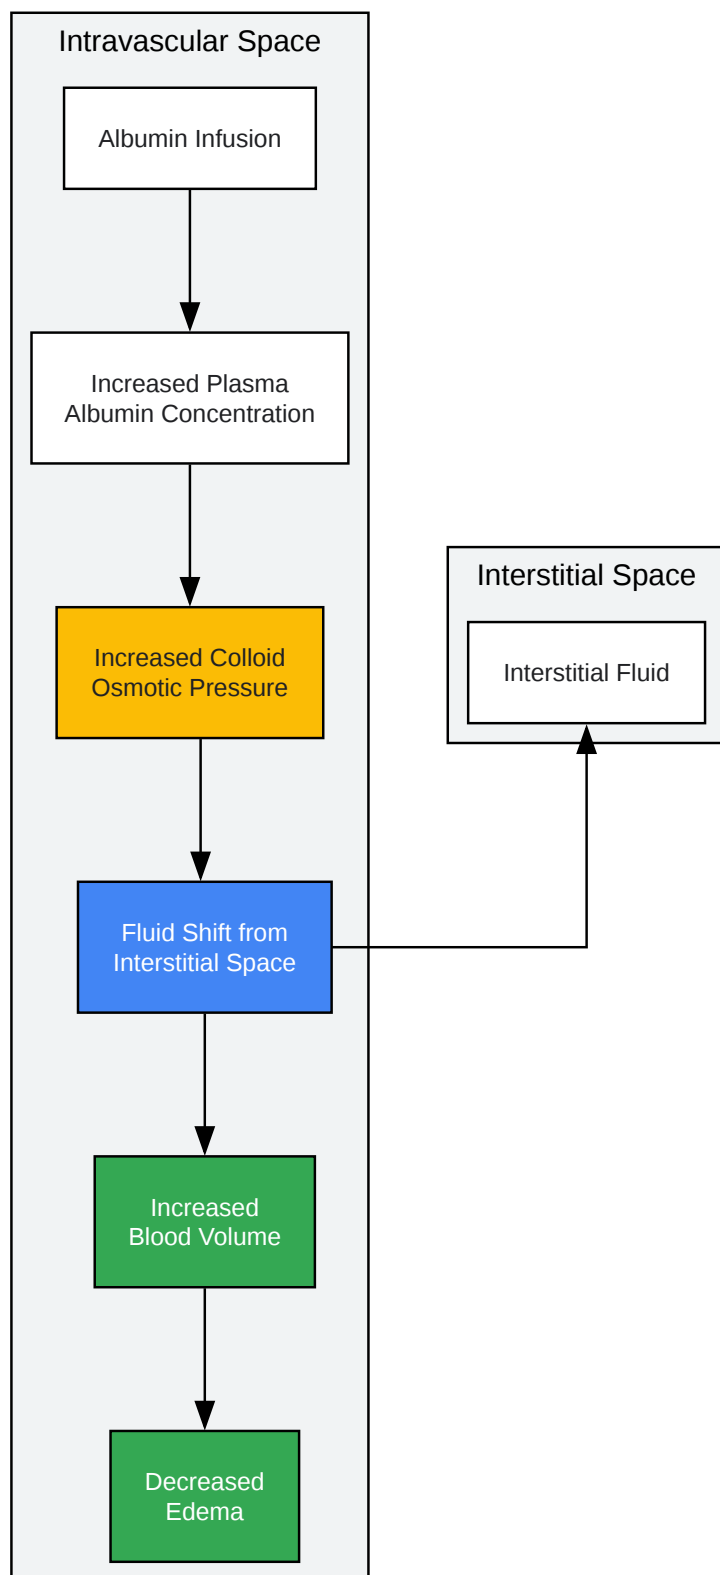 Intravascular Space
Albumin Infusion
Increased Plasma
Albumin Concentration
Increased Colloid
Osmotic Pressure
Interstitial Space
Interstitial Fluid
Fluid Shift from
Interstitial Space
Increased
Blood Volume
Decreased
Edema